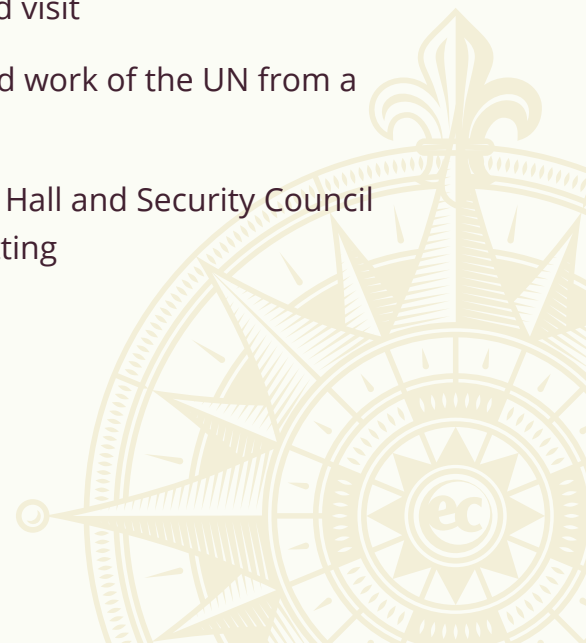 d visit
d work of the UN from a
Hall and Security Council
ting
ec